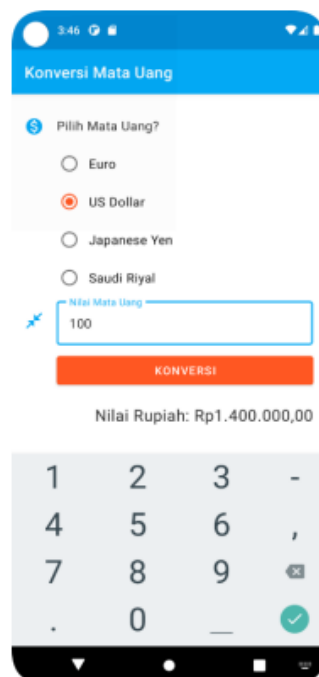 3:46
Konversi Mata Uang
Pilih Mata Uang?
Euro
US Dollar
Japanese Yen
Saudi Riyal
Nilai Mata Uang
100
KONVERSI
Nilai Rupiah: Rp1.400.000,00
1 2 3 -
4 5 6 ,
7 8 9
. 0 _